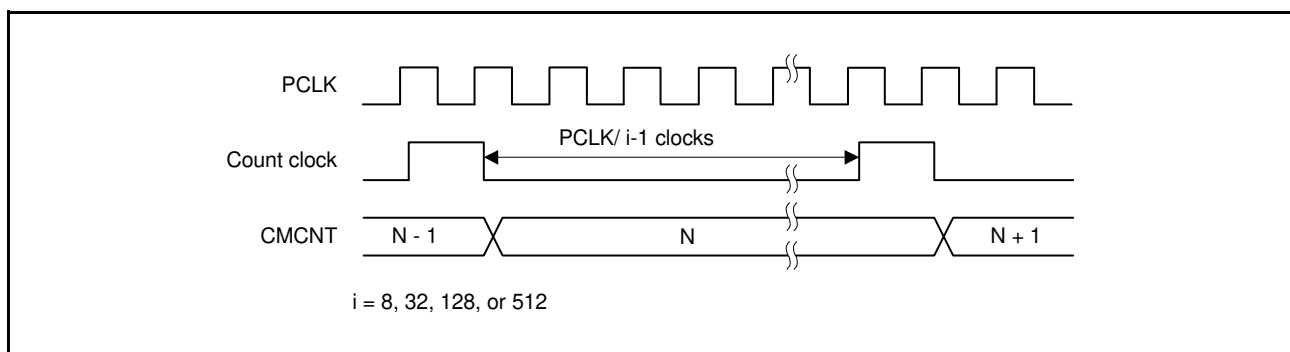 PCLK
PCLK/ i-1 clocks
Count clock
CMCNT
N - 1
N
N + 1
i = 8, 32, 128, or 512